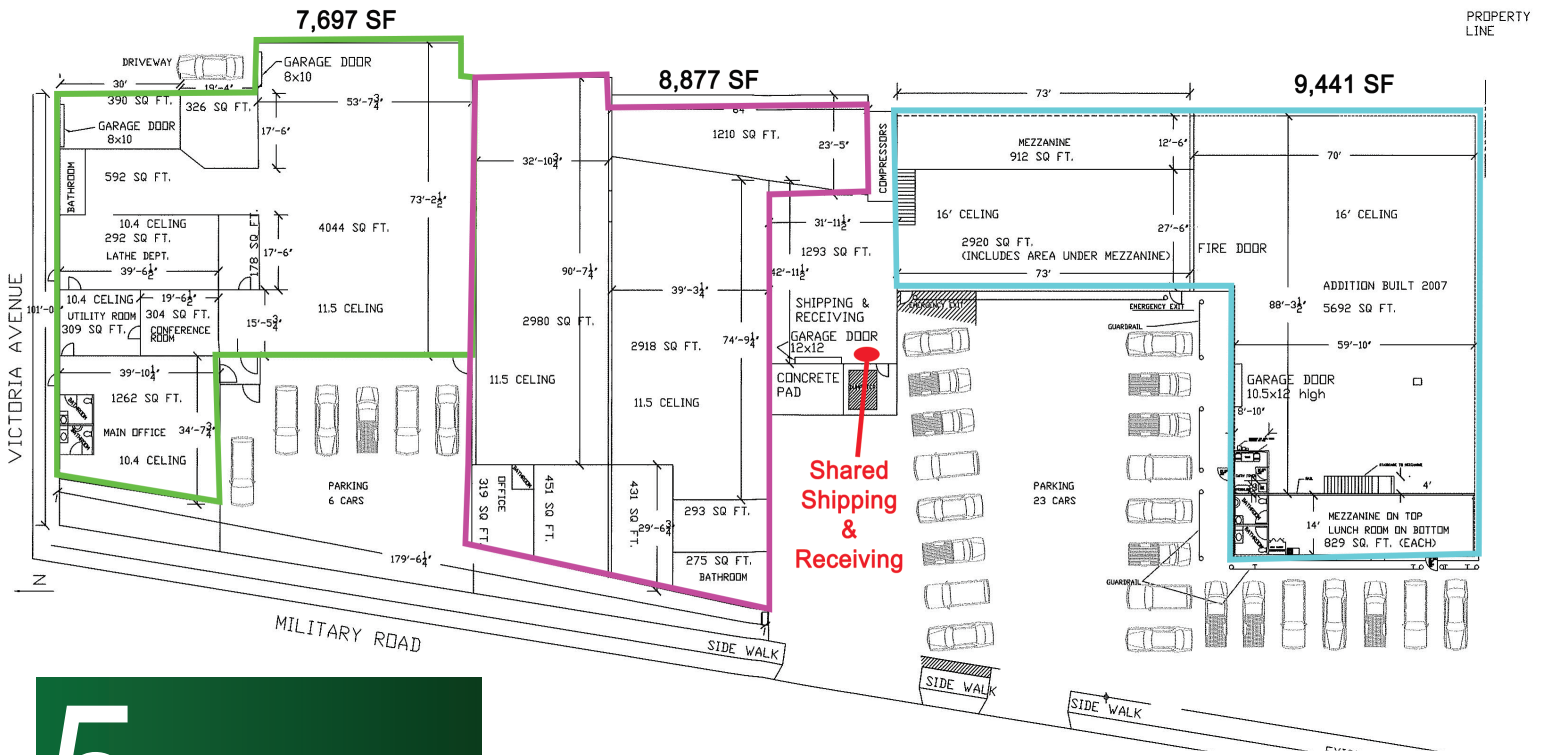 7,697 SF
8,877 SF
9,441 SF
PROPERTY
LINE
DRIVEWAY
GARAGE DOOR
8x10
30'
19'-4"
390 SQ FT.
326 SQ FT.
53'-7 3/4"
GARAGE DOOR
8x10
17'-6"
BATHROOM
592 SQ FT.
73'-2 1/2"
10.4 CELING
292 SQ FT.
LATHE DEPT.
39'-6 1/2"
178 SQ FT.
17'-6"
4044 SQ FT.
10.4 CELING
UTILITY ROOM
309 SQ FT.
19'-6 1/2"
304 SQ FT.
CONFERENCE
ROOM
15'-5 3/4"
11.5 CELING
101'-0
VICTORIA AVENUE
39'-10 1/4"
1262 SQ FT.
BATHROOM
BATHROOM
MAIN OFFICE
34'-7 3/4"
10.4 CELING
PARKING
6 CARS
179'-6 1/4"
N
MILITARY ROAD
32'-10 3/4"
90'-7 1/4"
2980 SQ FT.
11.5 CELING
319 SQ FT.
OFFICE
BATHROOM
451 SQ FT.
431 SQ FT.
29'-6 3/4"
64'
1210 SQ FT.
23'-5"
39'-3 1/4"
2918 SQ FT.
74'-9 1/4"
11.5 CELING
293 SQ FT.
275 SQ FT.
BATHROOM
COMPRESSORS
31'-11 1/2"
1293 SQ FT.
42'-11 1/2"
SHIPPING &
RECEIVING
GARAGE DOOR
12x12
CONCRETE
PAD
Shared
Shipping
&
Receiving
73'
MEZZANINE
912 SQ FT.
12'-6"
16' CELING
2920 SQ FT.
(INCLUDES AREA UNDER MEZZANINE)
27'-6"
73'
EMERGENCY EXIT
EMERGENCY EXIT
GUARDRAIL
PARKING
23 CARS
GUARDRAIL
70'
16' CELING
FIRE DOOR
ADDITION BUILT 2007
88'-3 1/2"
5692 SQ FT.
59'-10"
GARAGE DOOR
10.5x12 high
8'-10"
STAIRCASE TO MEZZANINE
4'
14'
MEZZANINE ON TOP
LUNCH ROOM ON BOTTOM
829 SQ. FT. (EACH)
BATHROOM
BATHROOM
SIDE WALK
SIDE WALK
SIDE WALK
5